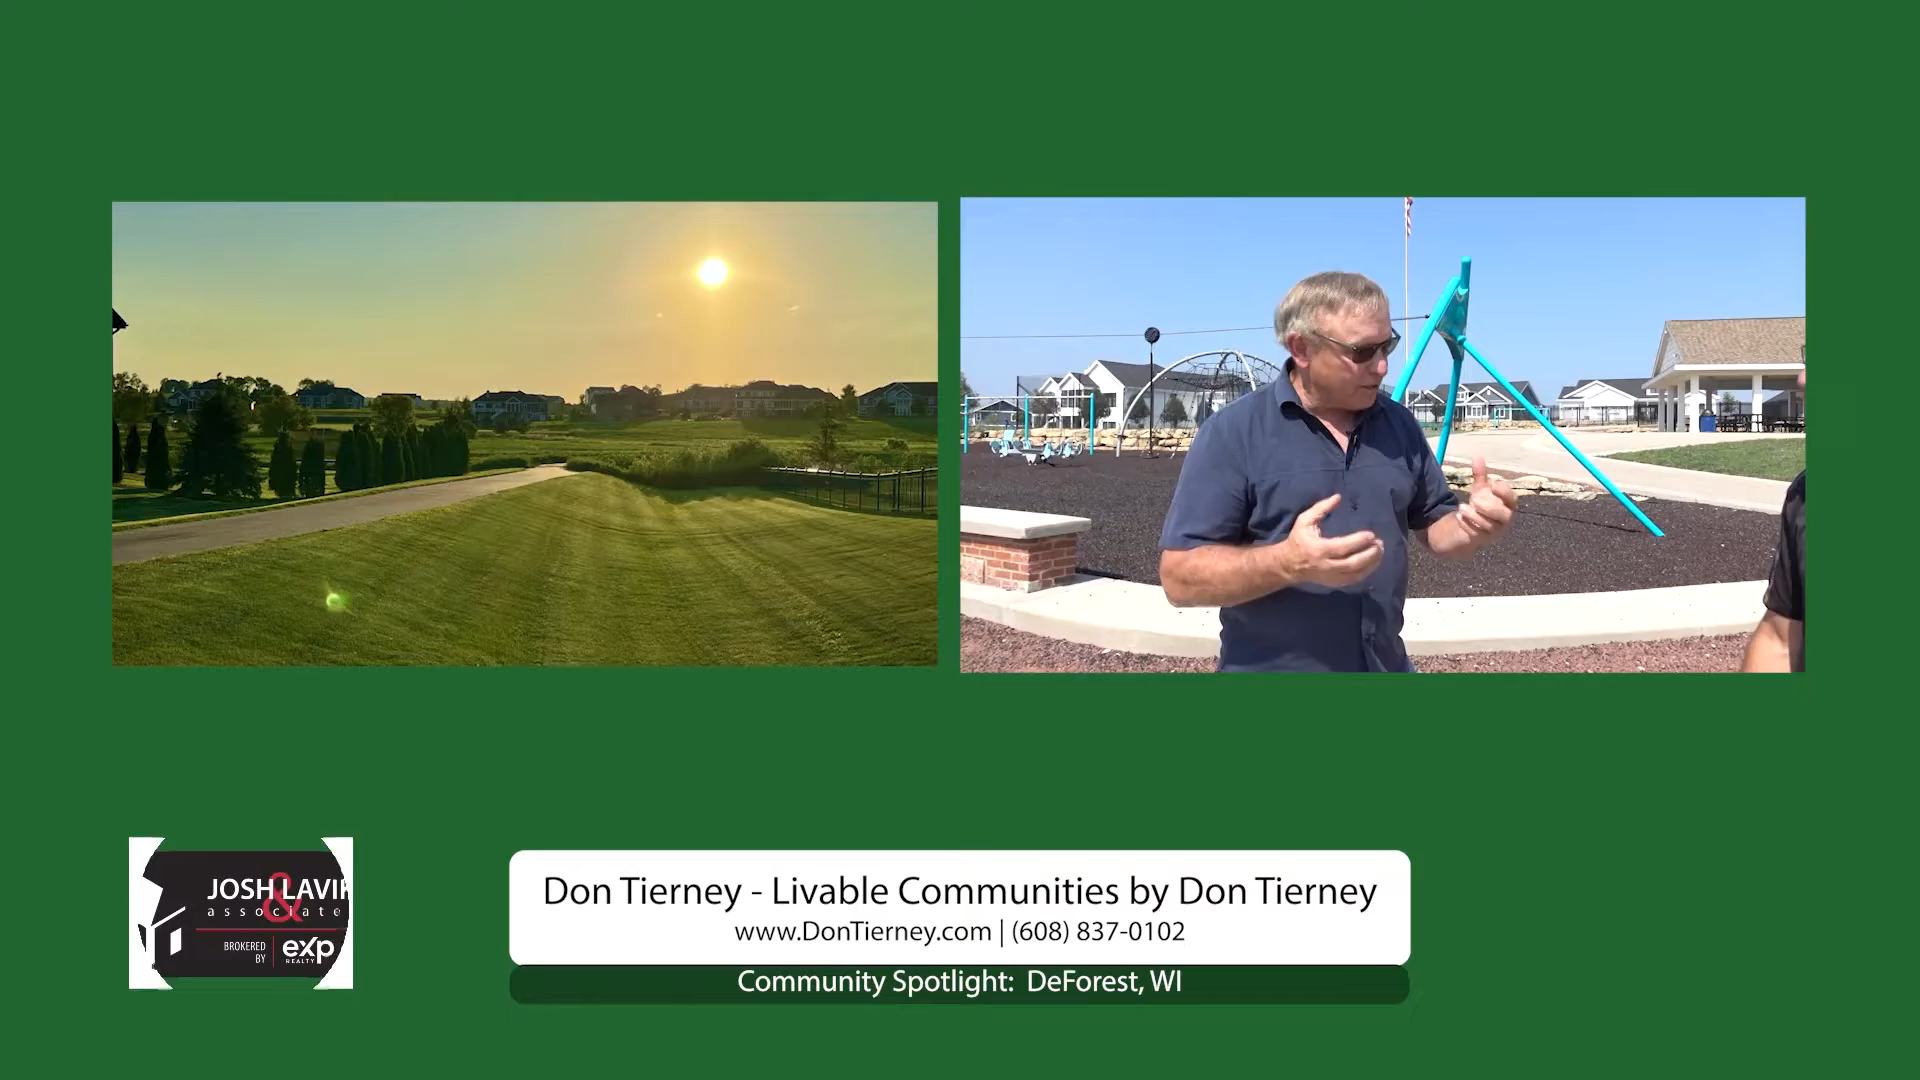 JOSH & LAVIK
associate
BROKERED
BY
exp
REALTY
Don Tierney - Livable Communities by Don Tierney
www.DonTierney.com | (608) 837-0102
Community Spotlight: DeForest, WI